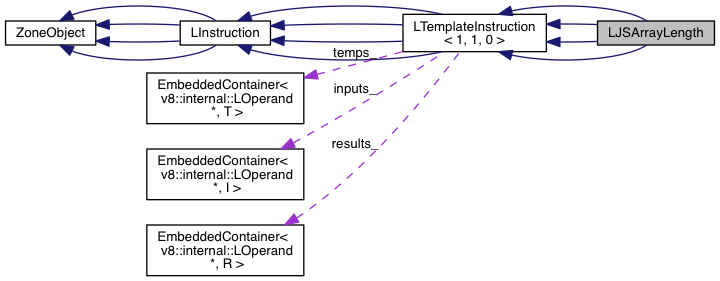 ZoneObject
LInstruction
LTemplateInstruction
< 1, 1, 0 >
LJSArrayLength
temps_
EmbeddedContainer<
v8::internal::LOperand
*, T >
inputs_
EmbeddedContainer<
v8::internal::LOperand
*, I >
results_
EmbeddedContainer<
v8::internal::LOperand
*, R >